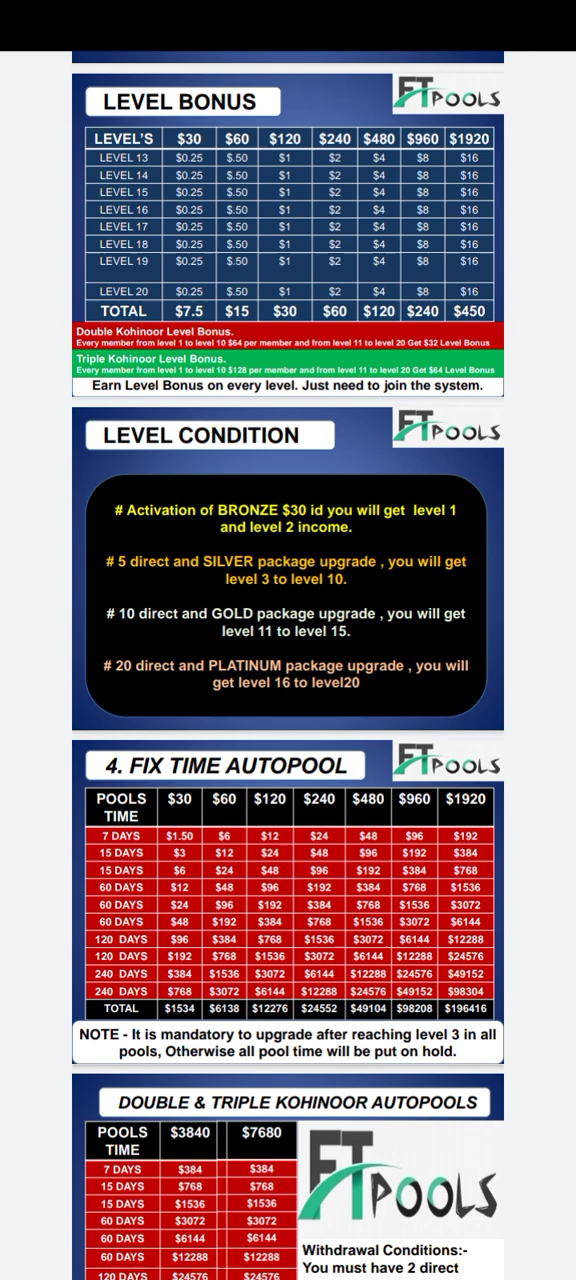 LEVEL BONUS
FT POOLS
LEVEL'S $30 $60 $120 $240 $480 $960 $1920
LEVEL 13 $0.25 $.50 $1 $2 $4 $8 $16
LEVEL 14 $0.25 $.50 $1 $2 $4 $8 $16
LEVEL 15 $0.25 $.50 $1 $2 $4 $8 $16
LEVEL 16 $0.25 $.50 $1 $2 $4 $8 $16
LEVEL 17 $0.25 $.50 $1 $2 $4 $8 $16
LEVEL 18 $0.25 $.50 $1 $2 $4 $8 $16
LEVEL 19 $0.25 $.50 $1 $2 $4 $8 $16
LEVEL 20 $0.25 $.50 $1 $2 $4 $8 $16
TOTAL $7.5 $15 $30 $60 $120 $240 $450
Double Kohinoor Level Bonus.
Every member from level 1 to level 10 $64 per member and from level 11 to level 20 Get $32 Level Bonus
Triple Kohinoor Level Bonus.
Every member from level 1 to level 10 $128 per member and from level 11 to level 20 Get $64 Level Bonus
Earn Level Bonus on every level. Just need to join the system.
LEVEL CONDITION
FT POOLS
# Activation of BRONZE $30 id you will get level 1
and level 2 income.
# 5 direct and SILVER package upgrade , you will get
level 3 to level 10.
# 10 direct and GOLD package upgrade , you will get
level 11 to level 15.
# 20 direct and PLATINUM package upgrade , you will
get level 16 to level20
4. FIX TIME AUTOPOOL
FT POOLS
POOLS TIME $30 $60 $120 $240 $480 $960 $1920
7 DAYS $1.50 $6 $12 $24 $48 $96 $192
15 DAYS $3 $12 $24 $48 $96 $192 $384
15 DAYS $6 $24 $48 $96 $192 $384 $768
60 DAYS $12 $48 $96 $192 $384 $768 $1536
60 DAYS $24 $96 $192 $384 $768 $1536 $3072
60 DAYS $48 $192 $384 $768 $1536 $3072 $6144
120 DAYS $96 $384 $768 $1536 $3072 $6144 $12288
120 DAYS $192 $768 $1536 $3072 $6144 $12288 $24576
240 DAYS $384 $1536 $3072 $6144 $12288 $24576 $49152
240 DAYS $768 $3072 $6144 $12288 $24576 $49152 $98304
TOTAL $1534 $6138 $12276 $24552 $49104 $98208 $196416
NOTE - It is mandatory to upgrade after reaching level 3 in all
pools, Otherwise all pool time will be put on hold.
DOUBLE & TRIPLE KOHINOOR AUTOPOOLS
POOLS TIME $3840 $7680
7 DAYS $384 $384
15 DAYS $768 $768
15 DAYS $1536 $1536
60 DAYS $3072 $3072
60 DAYS $6144 $6144
60 DAYS $12288 $12288
120 DAYS $24576 $24576
FT POOLS
Withdrawal Conditions:-
You must have 2 direct